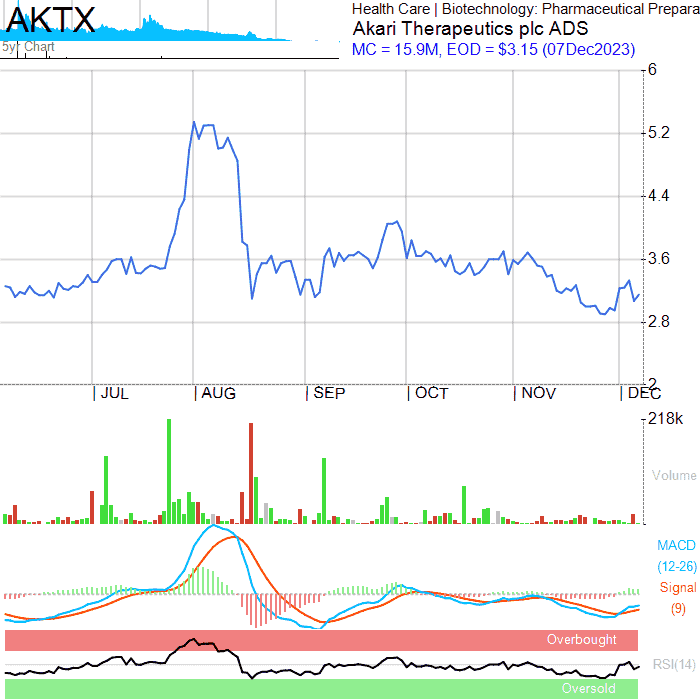 AKTX
5yr Chart
Health Care | Biotechnology: Pharmaceutical Prepara
Akari Therapeutics plc ADS
MC = 15.9M, EOD = $3.15 (07Dec2023)
6
5.2
4.4
3.6
2.8
2
| JUL | AUG | SEP | OCT | NOV | DEC
218k
Volume
MACD
(12-26)
Signal
(9)
Overbought
RSI(14)
Oversold